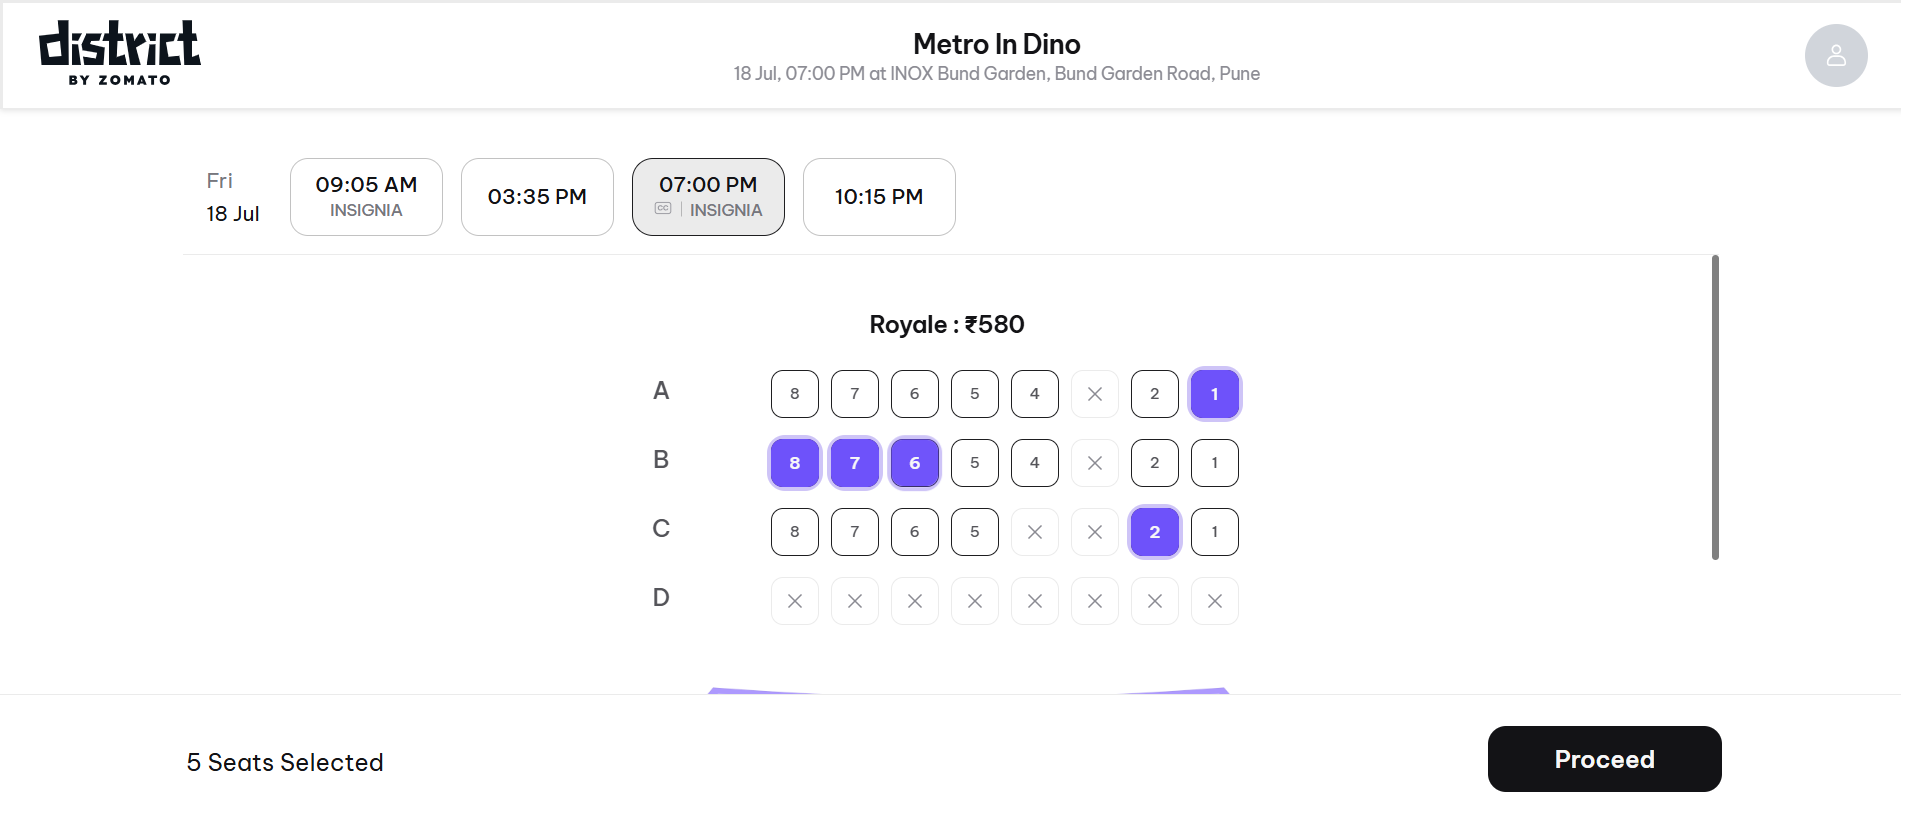 district
BY ZOMATO
Metro In Dino
18 Jul, 07:00 PM at INOX Bund Garden, Bund Garden Road, Pune
Fri
18 Jul
09:05 AM
INSIGNIA
03:35 PM
07:00 PM
CC | INSIGNIA
10:15 PM
Royale : ₹580
A 8 7 6 5 4 2 1
B 8 7 6 5 4 2 1
C 8 7 6 5 2 1
D
5 Seats Selected
Proceed